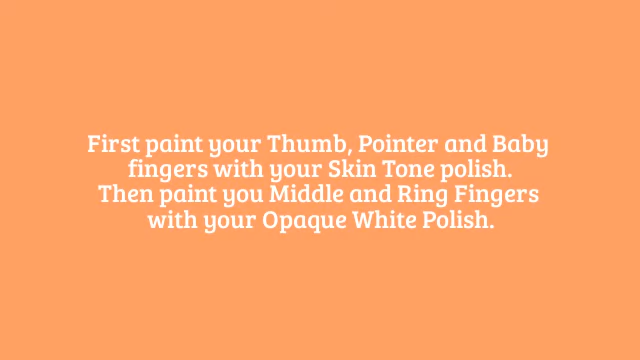 First paint your Thumb, Pointer and Baby
fingers with your Skin Tone polish.
Then paint you Middle and Ring Fingers
with your Opaque White Polish.